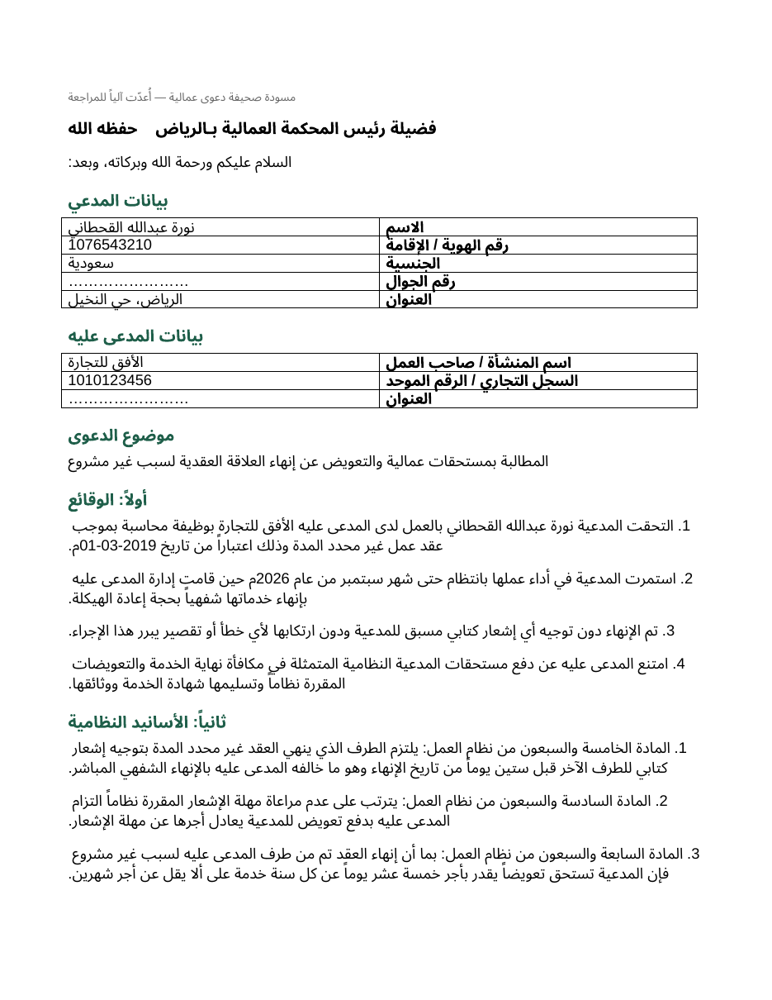 مسودة صحيفة دعوى عمالية — أُعدّت آلياً للمراجعة
فضيلة رئيس المحكمة العمالية بـالرياض حفظه الله
السلام عليكم ورحمة الله وبركاته، وبعد:
بيانات المدعي
الاسم نورة عبدالله القحطاني
رقم الهوية / الإقامة 1076543210
الجنسية سعودية
رقم الجوال ……………………
العنوان الرياض، حي النخيل
بيانات المدعى عليه
اسم المنشأة / صاحب العمل الأفق للتجارة
السجل التجاري / الرقم الموحد 1010123456
العنوان ……………………
موضوع الدعوى
المطالبة بمستحقات عمالية والتعويض عن إنهاء العلاقة العقدية لسبب غير مشروع
أولاً: الوقائع
1. التحقت المدعية نورة عبدالله القحطاني بالعمل لدى المدعى عليه الأفق للتجارة بوظيفة محاسبة بموجب
عقد عمل غير محدد المدة وذلك اعتباراً من تاريخ 2019-03-01م.
2. استمرت المدعية في أداء عملها بانتظام حتى شهر سبتمبر من عام 2026م حين قامت إدارة المدعى عليه
بإنهاء خدماتها شفهياً بحجة إعادة الهيكلة.
3. تم الإنهاء دون توجيه أي إشعار كتابي مسبق للمدعية ودون ارتكابها لأي خطأ أو تقصير يبرر هذا الإجراء.
4. امتنع المدعى عليه عن دفع مستحقات المدعية النظامية المتمثلة في مكافأة نهاية الخدمة والتعويضات
المقررة نظاماً وتسليمها شهادة الخدمة ووثائقها.
ثانياً: الأسانيد النظامية
1. المادة الخامسة والسبعون من نظام العمل: يلتزم الطرف الذي ينهي العقد غير محدد المدة بتوجيه إشعار
كتابي للطرف الآخر قبل ستين يوماً من تاريخ الإنهاء وهو ما خالفه المدعى عليه بالإنهاء الشفهي المباشر.
2. المادة السادسة والسبعون من نظام العمل: يترتب على عدم مراعاة مهلة الإشعار المقررة نظاماً التزام
المدعى عليه بدفع تعويض للمدعية يعادل أجرها عن مهلة الإشعار.
3. المادة السابعة والسبعون من نظام العمل: بما أن إنهاء العقد تم من طرف المدعى عليه لسبب غير مشروع
فإن المدعية تستحق تعويضاً يقدر بأجر خمسة عشر يوماً عن كل سنة خدمة على ألا يقل عن أجر شهرين.